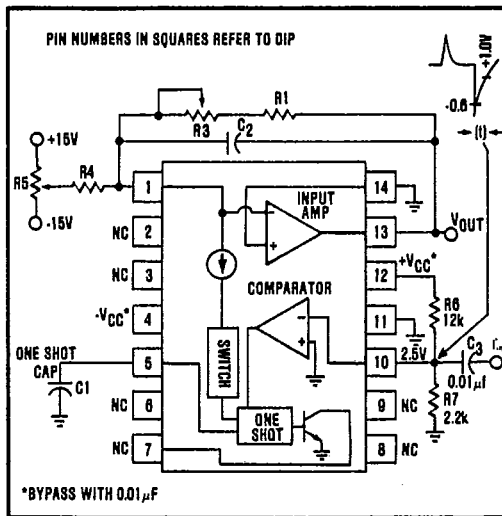 PIN NUMBERS IN SQUARES REFER TO DIP
+1.0V
-0.6
(t)
R3
R1
C2
+15V
R5
R4
-15V
1
14
INPUT
AMP
NC
2
13
VOUT
NC
3
12
+VCC*
COMPARATOR
R6
12k
-VCC*
4
11
ONE SHOT
CAP
C1
5
10
2.5V
C3
0.01µf
SWITCH
NC
6
9
NC
R7
2.2k
ONE
SHOT
NC
7
8
NC
*BYPASS WITH 0.01µF